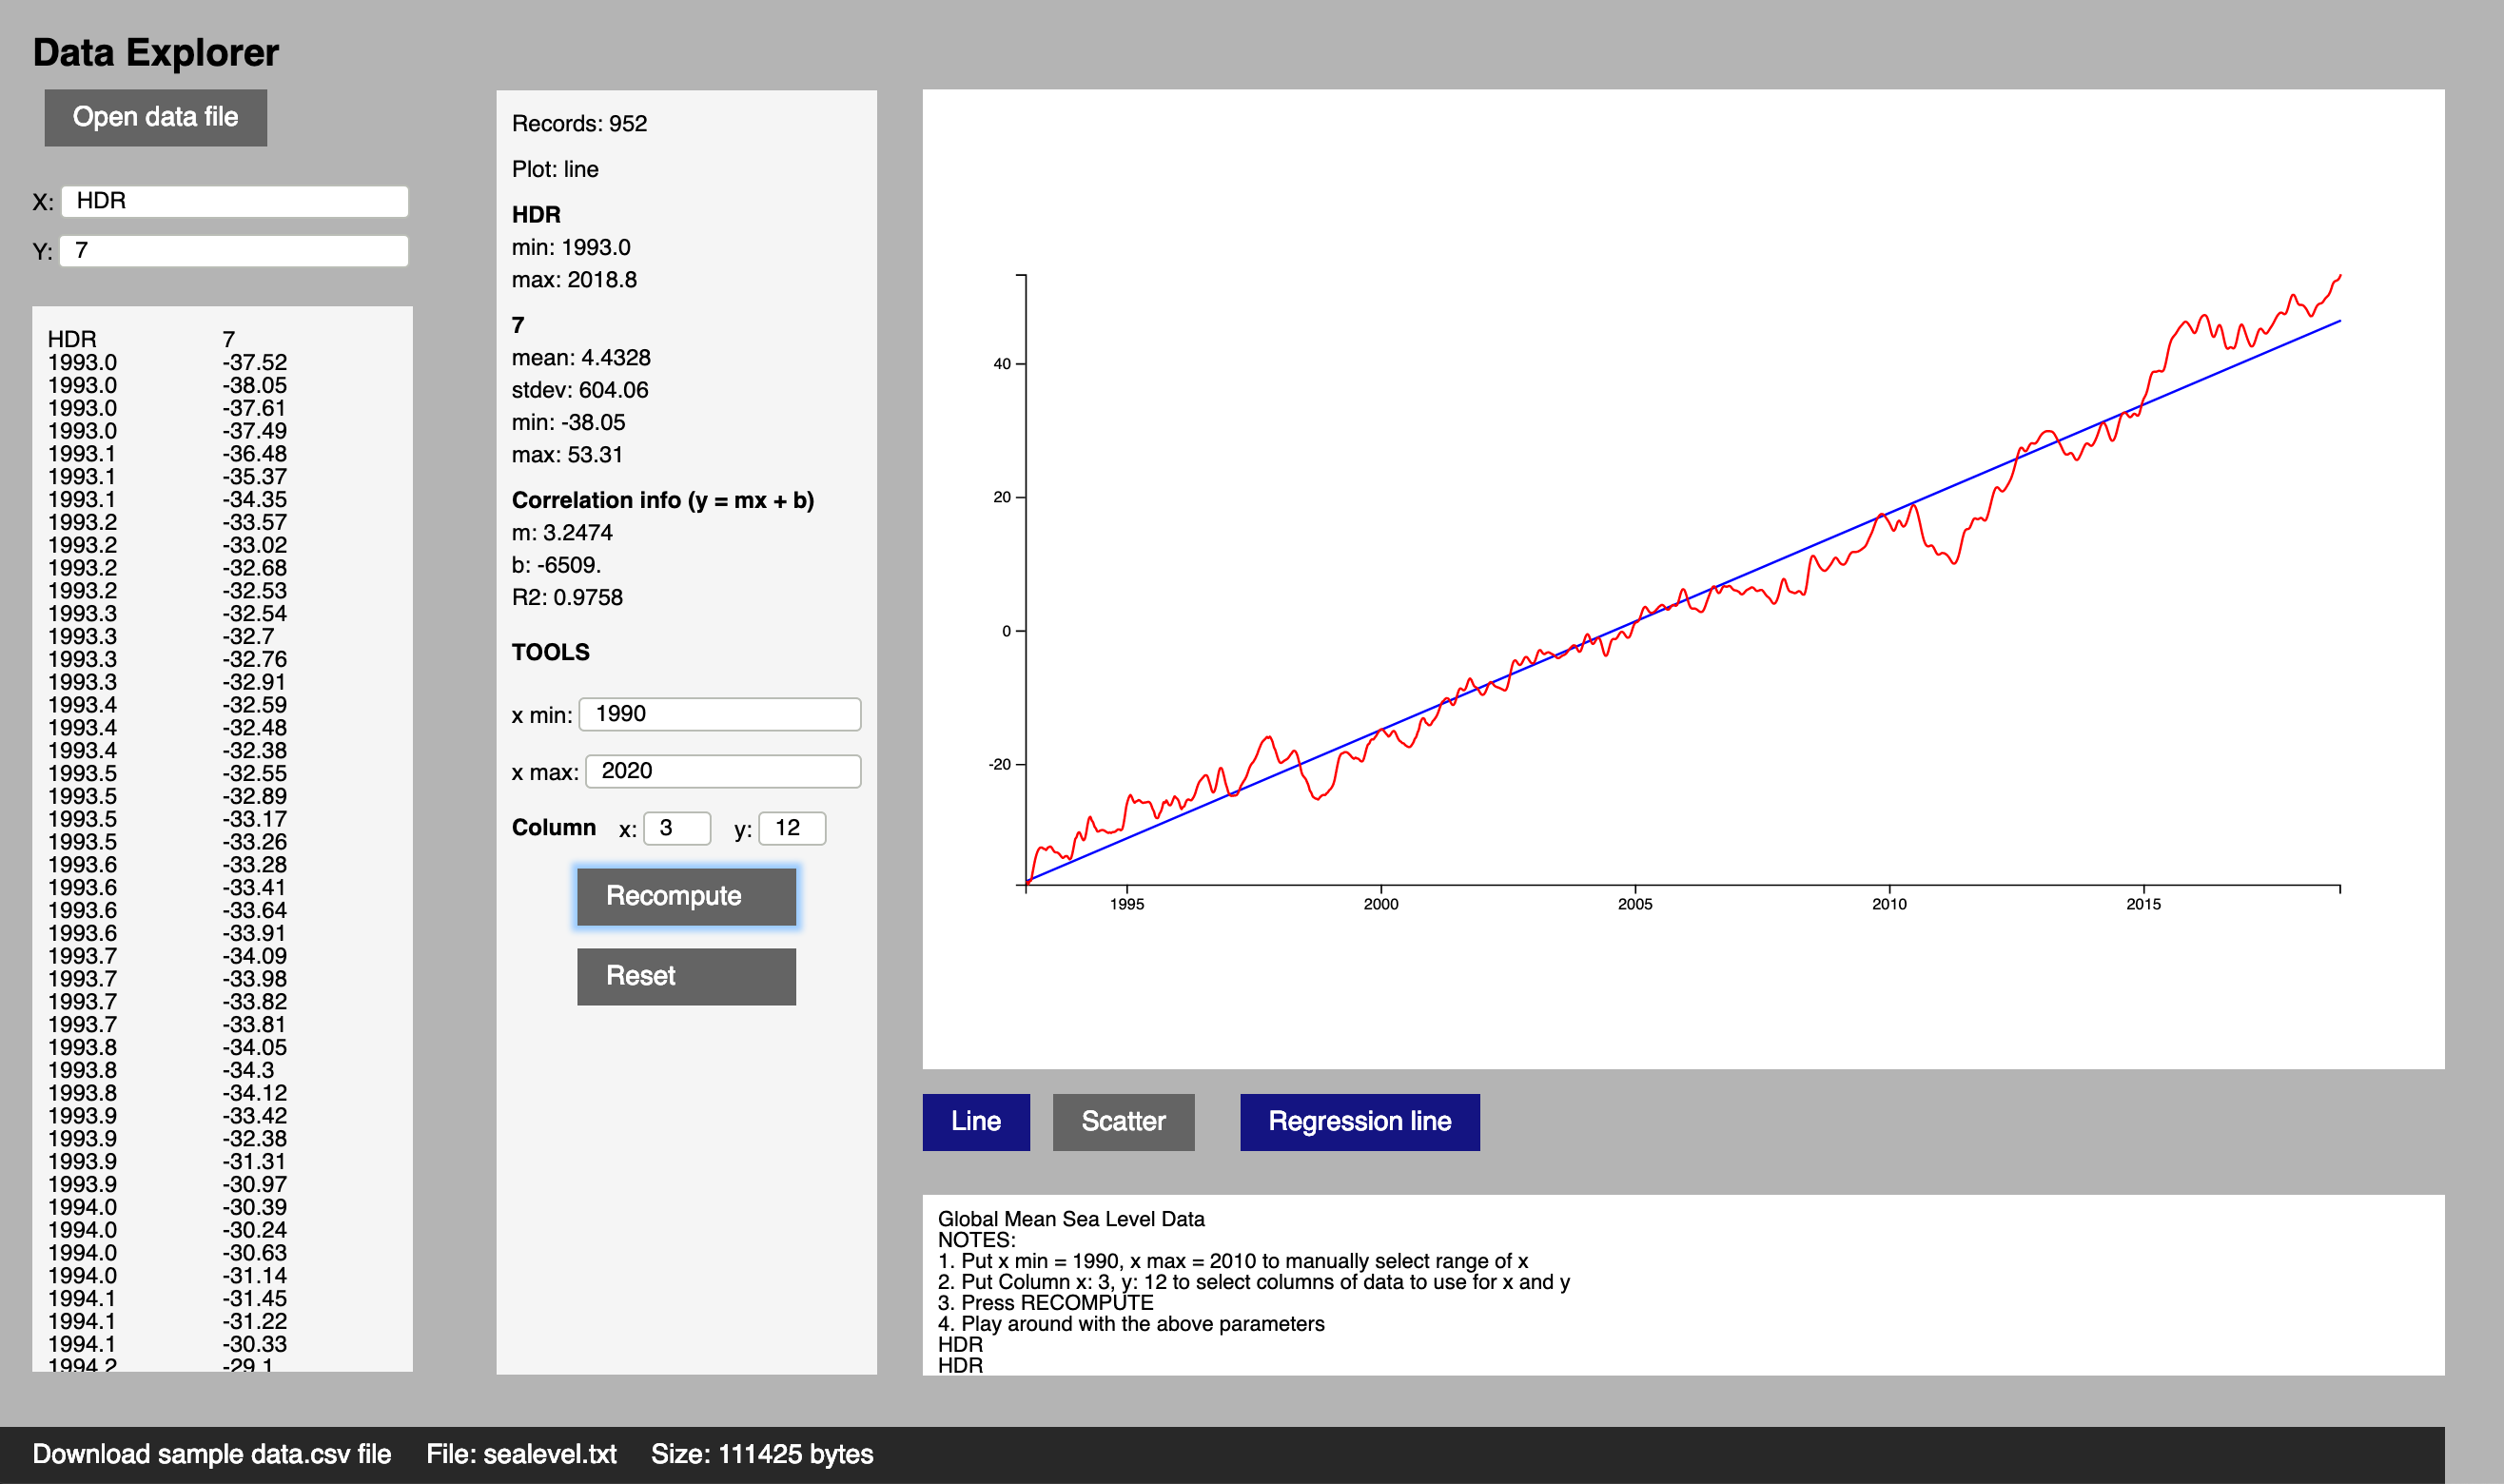 Data Explorer
Open data file
X: HDR
Y: 7
HDR 7
1993.0 -37.52
1993.0 -38.05
1993.0 -37.61
1993.0 -37.49
1993.1 -36.48
1993.1 -35.37
1993.1 -34.35
1993.2 -33.57
1993.2 -33.02
1993.2 -32.68
1993.2 -32.53
1993.3 -32.54
1993.3 -32.7
1993.3 -32.76
1993.3 -32.91
1993.4 -32.59
1993.4 -32.48
1993.4 -32.38
1993.5 -32.55
1993.5 -32.89
1993.5 -33.17
1993.5 -33.26
1993.6 -33.28
1993.6 -33.41
1993.6 -33.64
1993.6 -33.91
1993.7 -34.09
1993.7 -33.98
1993.7 -33.82
1993.7 -33.81
1993.8 -34.05
1993.8 -34.3
1993.8 -34.12
1993.9 -33.42
1993.9 -32.38
1993.9 -31.31
1993.9 -30.97
1994.0 -30.39
1994.0 -30.24
1994.0 -30.63
1994.0 -31.14
1994.1 -31.45
1994.1 -31.22
1994.1 -30.33
1994.2 -29.1
Records: 952
Plot: line
HDR
min: 1993.0
max: 2018.8
7
mean: 4.4328
stdev: 604.06
min: -38.05
max: 53.31
Correlation info (y = mx + b)
m: 3.2474
b: -6509.
R2: 0.9758
TOOLS
x min: 1990
x max: 2020
Column x: 3 y: 12
Recompute
Reset
40
20
0
-20
1995 2000 2005 2010 2015
Line Scatter Regression line
Global Mean Sea Level Data
NOTES:
1. Put x min = 1990, x max = 2010 to manually select range of x
2. Put Column x: 3, y: 12 to select columns of data to use for x and y
3. Press RECOMPUTE
4. Play around with the above parameters
HDR
HDR
Download sample data.csv file File: sealevel.txt Size: 111425 bytes